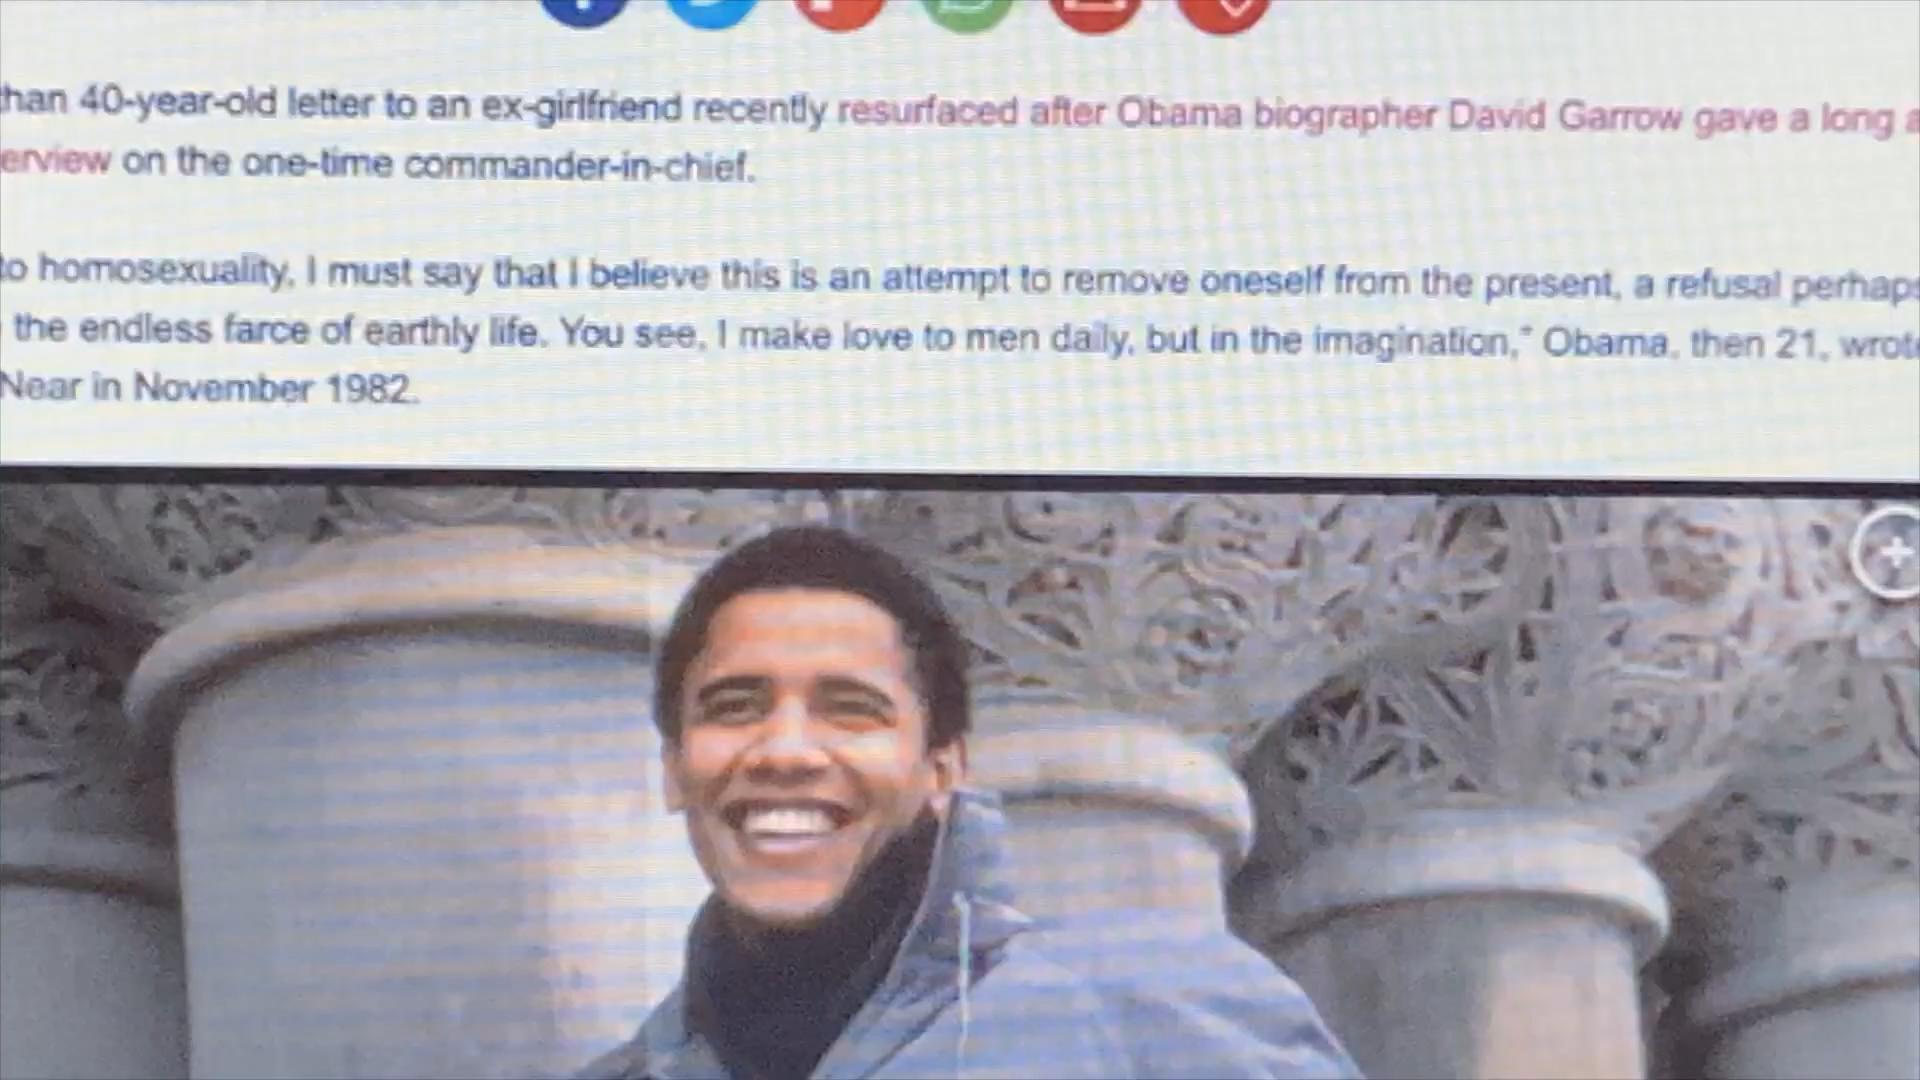 than 40-year-old letter to an ex-girlfriend recently resurfaced after Obama biographer David Garrow gave a long a
erview on the one-time commander-in-chief.
to homosexuality, I must say that I believe this is an attempt to remove oneself from the present, a refusal perhaps
the endless farce of earthly life. You see, I make love to men daily, but in the imagination,” Obama, then 21, wrote
Near in November 1982.